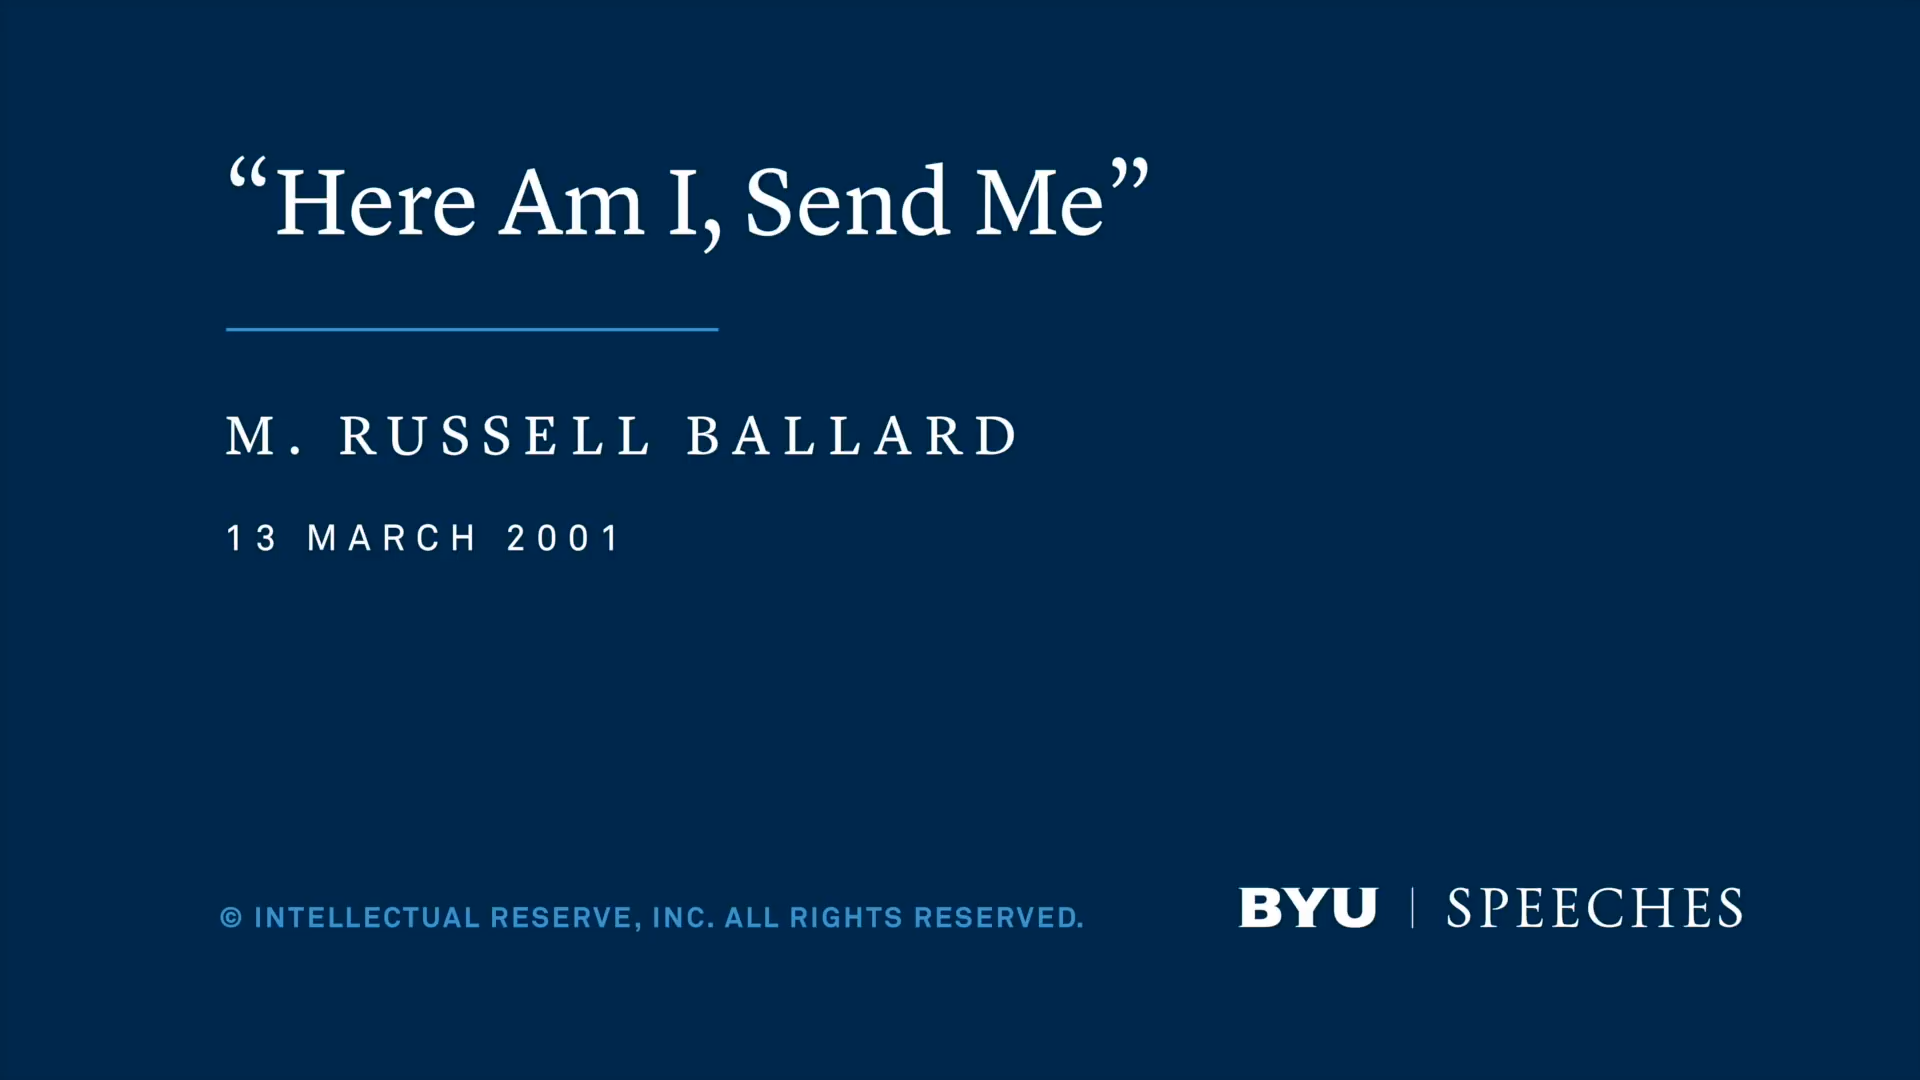 “Here Am I, Send Me”
M. RUSSELL BALLARD
13 MARCH 2001
© INTELLECTUAL RESERVE, INC. ALL RIGHTS RESERVED.
BYU | SPEECHES